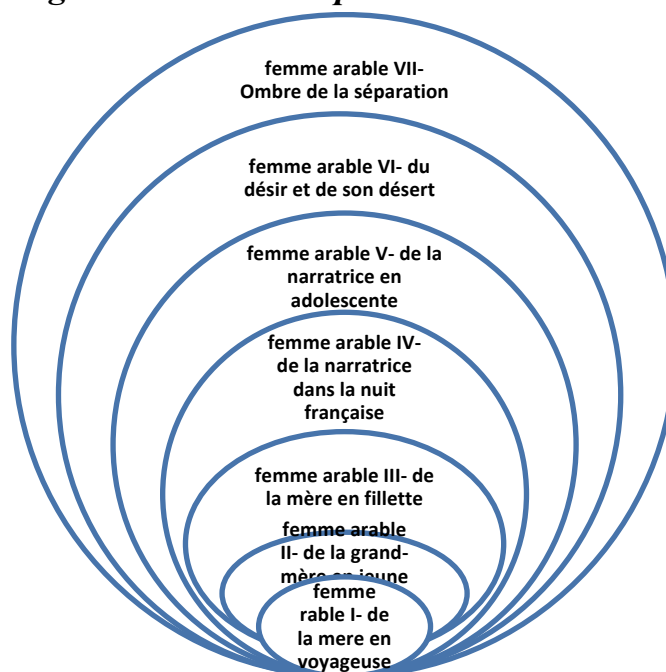 femme arable VII-
Ombre de la séparation
femme arable VI- du
désir et de son désert
femme arable V- de la
narratrice en
adolescente
femme arable IV-
de la narratrice
dans la nuit
française
femme arable III- de
la mère en fillette
femme arable
II- de la grand-
mère en jeune
femme
rable I- de
la mere en
voyageuse